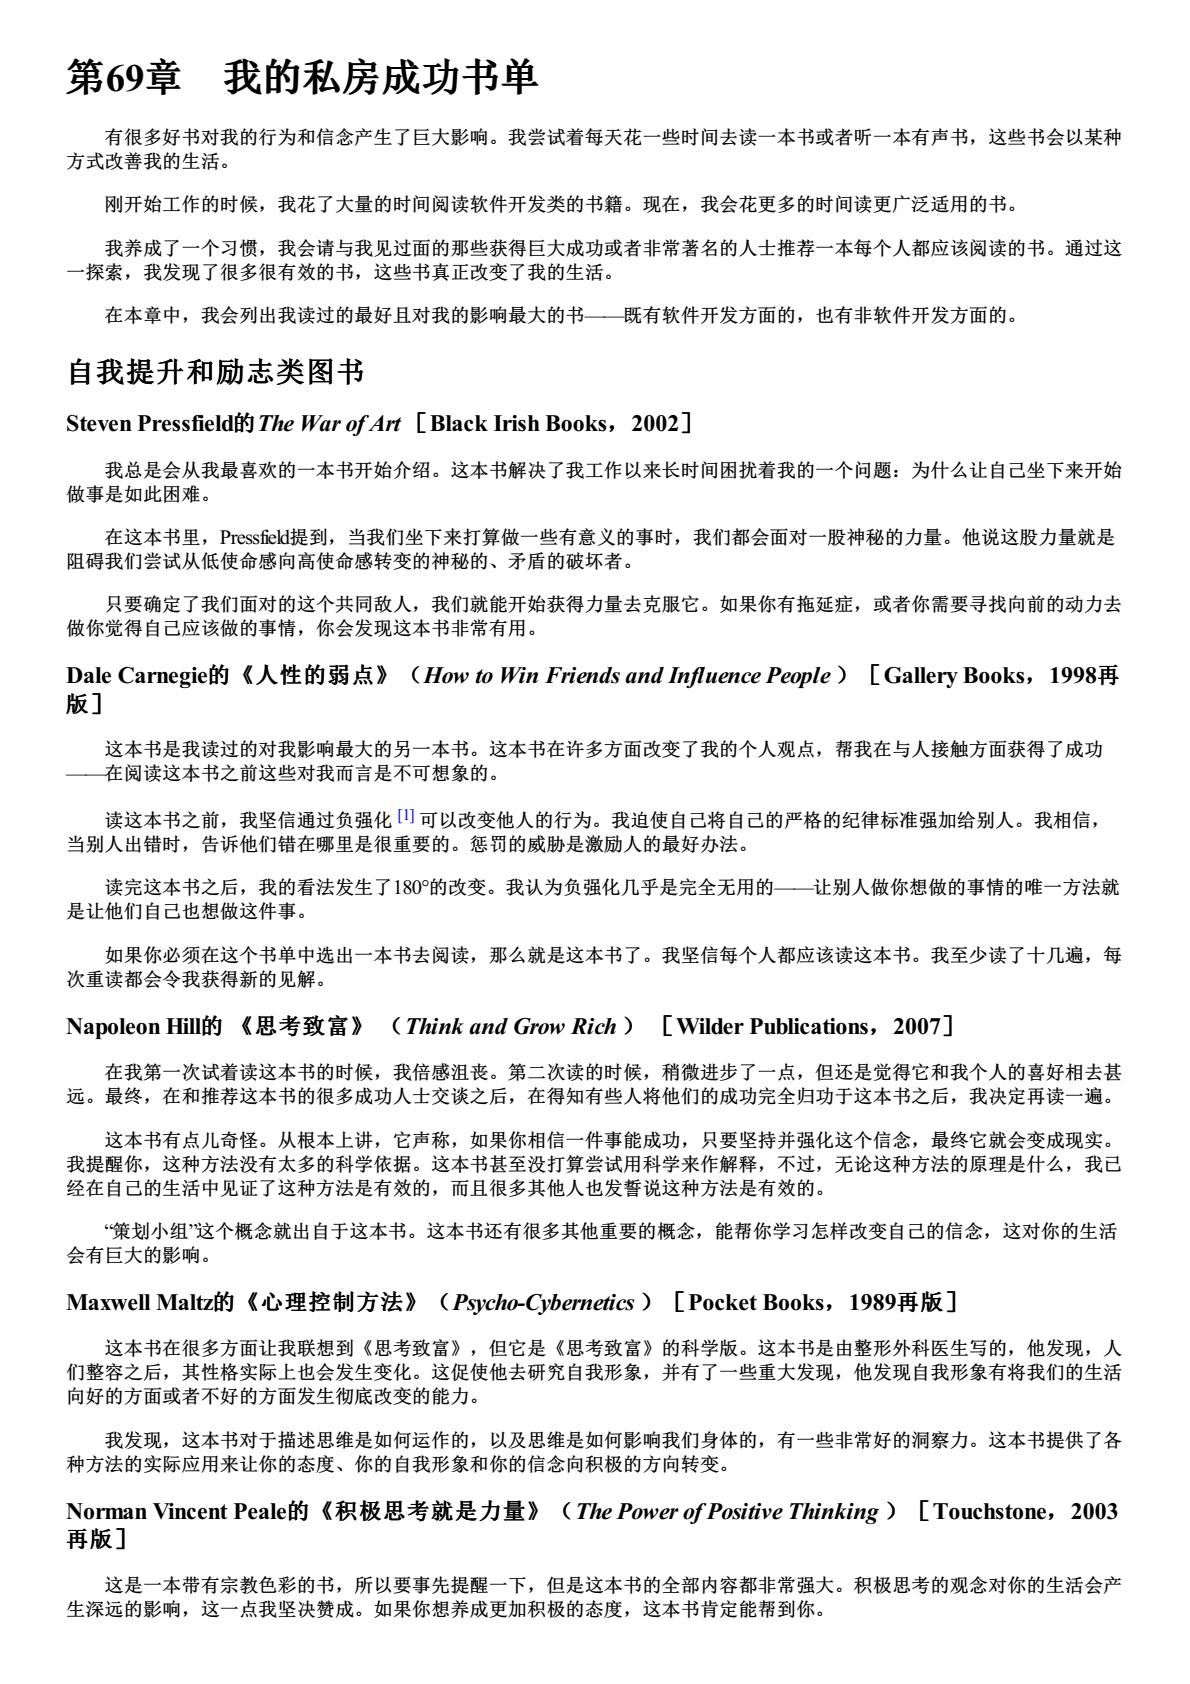 第69章　我的私房成功书单
有很多好书对我的行为和信念产生了巨大影响。我尝试着每天花一些时间去读一本书或者听一本有声书，这些书会以某种
方式改善我的生活。
刚开始工作的时候，我花了大量的时间阅读软件开发类的书籍。现在，我会花更多的时间读更广泛适用的书。
我养成了一个习惯，我会请与我见过面的那些获得巨大成功或者非常著名的人士推荐一本每个人都应该阅读的书。通过这
一探索，我发现了很多很有效的书，这些书真正改变了我的生活。
在本章中，我会列出我读过的最好且对我的影响最大的书——既有软件开发方面的，也有非软件开发方面的。
自我提升和励志类图书
Steven Pressfield的The War of Art［Black Irish Books，2002］
我总是会从我最喜欢的一本书开始介绍。这本书解决了我工作以来长时间困扰着我的一个问题：为什么让自己坐下来开始
做事是如此困难。
在这本书里，Pressfield提到，当我们坐下来打算做一些有意义的事时，我们都会面对一股神秘的力量。他说这股力量就是
阻碍我们尝试从低使命感向高使命感转变的神秘的、矛盾的破坏者。
只要确定了我们面对的这个共同敌人，我们就能开始获得力量去克服它。如果你有拖延症，或者你需要寻找向前的动力去
做你觉得自己应该做的事情，你会发现这本书非常有用。
Dale Carnegie的《人性的弱点》（How to Win Friends and Influence People ）［Gallery Books，1998再
版］
这本书是我读过的对我影响最大的另一本书。这本书在许多方面改变了我的个人观点，帮我在与人接触方面获得了成功
——在阅读这本书之前这些对我而言是不可想象的。
读这本书之前，我坚信通过负强化 [1] 可以改变他人的行为。我迫使自己将自己的严格的纪律标准强加给别人。我相信，
当别人出错时，告诉他们错在哪里是很重要的。惩罚的威胁是激励人的最好办法。
读完这本书之后，我的看法发生了180°的改变。我认为负强化几乎是完全无用的——让别人做你想做的事情的唯一方法就
是让他们自己也想做这件事。
如果你必须在这个书单中选出一本书去阅读，那么就是这本书了。我坚信每个人都应该读这本书。我至少读了十几遍，每
次重读都会令我获得新的见解。
Napoleon Hill的 《思考致富》 （Think and Grow Rich ） ［Wilder Publications，2007］
在我第一次试着读这本书的时候，我倍感沮丧。第二次读的时候，稍微进步了一点，但还是觉得它和我个人的喜好相去甚
远。最终，在和推荐这本书的很多成功人士交谈之后，在得知有些人将他们的成功完全归功于这本书之后，我决定再读一遍。
这本书有点儿奇怪。从根本上讲，它声称，如果你相信一件事能成功，只要坚持并强化这个信念，最终它就会变成现实。
我提醒你，这种方法没有太多的科学依据。这本书甚至没打算尝试用科学来作解释，不过，无论这种方法的原理是什么，我已
经在自己的生活中见证了这种方法是有效的，而且很多其他人也发誓说这种方法是有效的。
“策划小组”这个概念就出自于这本书。这本书还有很多其他重要的概念，能帮你学习怎样改变自己的信念，这对你的生活
会有巨大的影响。
Maxwell Maltz的《心理控制方法》（Psycho-Cybernetics ）［Pocket Books，1989再版］
这本书在很多方面让我联想到《思考致富》，但它是《思考致富》的科学版。这本书是由整形外科医生写的，他发现，人
们整容之后，其性格实际上也会发生变化。这促使他去研究自我形象，并有了一些重大发现，他发现自我形象有将我们的生活
向好的方面或者不好的方面发生彻底改变的能力。
我发现，这本书对于描述思维是如何运作的，以及思维是如何影响我们身体的，有一些非常好的洞察力。这本书提供了各
种方法的实际应用来让你的态度、你的自我形象和你的信念向积极的方向转变。
Norman Vincent Peale的《积极思考就是力量》（The Power of Positive Thinking ）［Touchstone，2003
再版］
这是一本带有宗教色彩的书，所以要事先提醒一下，但是这本书的全部内容都非常强大。积极思考的观念对你的生活会产
生深远的影响，这一点我坚决赞成。如果你想养成更加积极的态度，这本书肯定能帮到你。